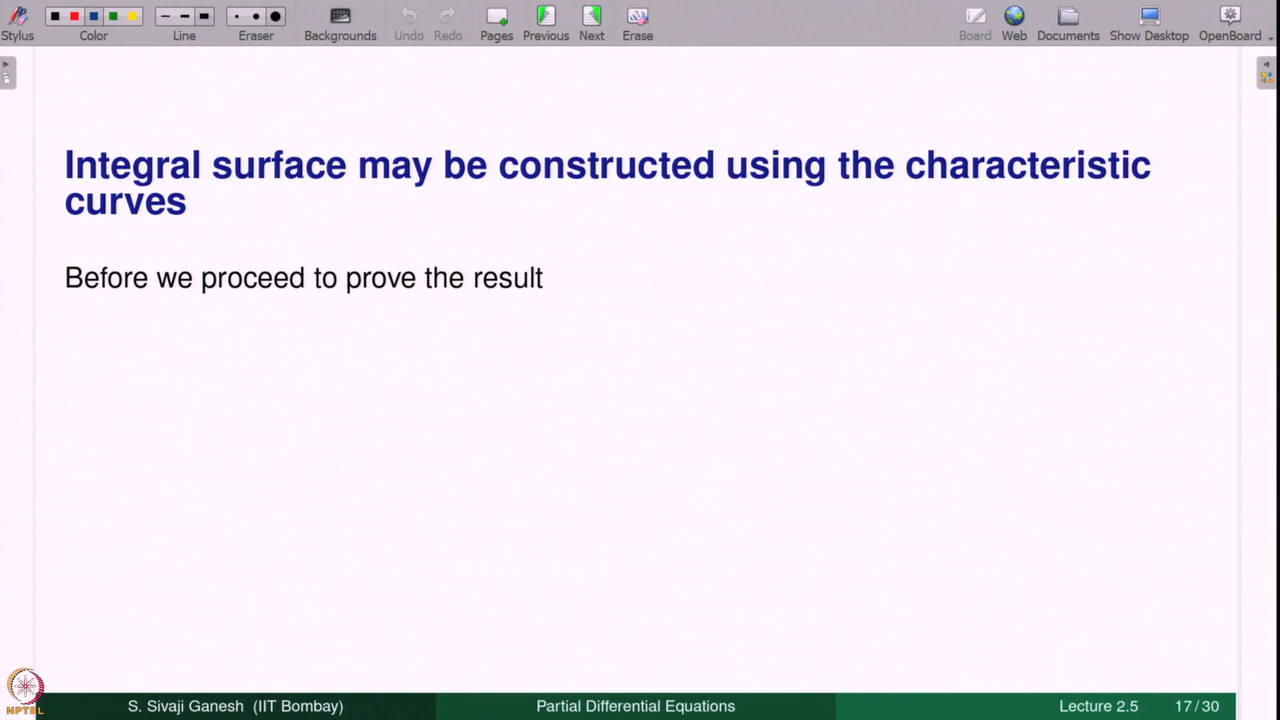 Stylus Color Line Eraser Backgrounds Undo Redo Pages Previous Next Erase Board Web Documents Show Desktop OpenBoard
Integral surface may be constructed using the characteristic
curves
Before we proceed to prove the result
NPTEL
S. Sivaji Ganesh (IIT Bombay) Partial Differential Equations Lecture 2.5 17/30